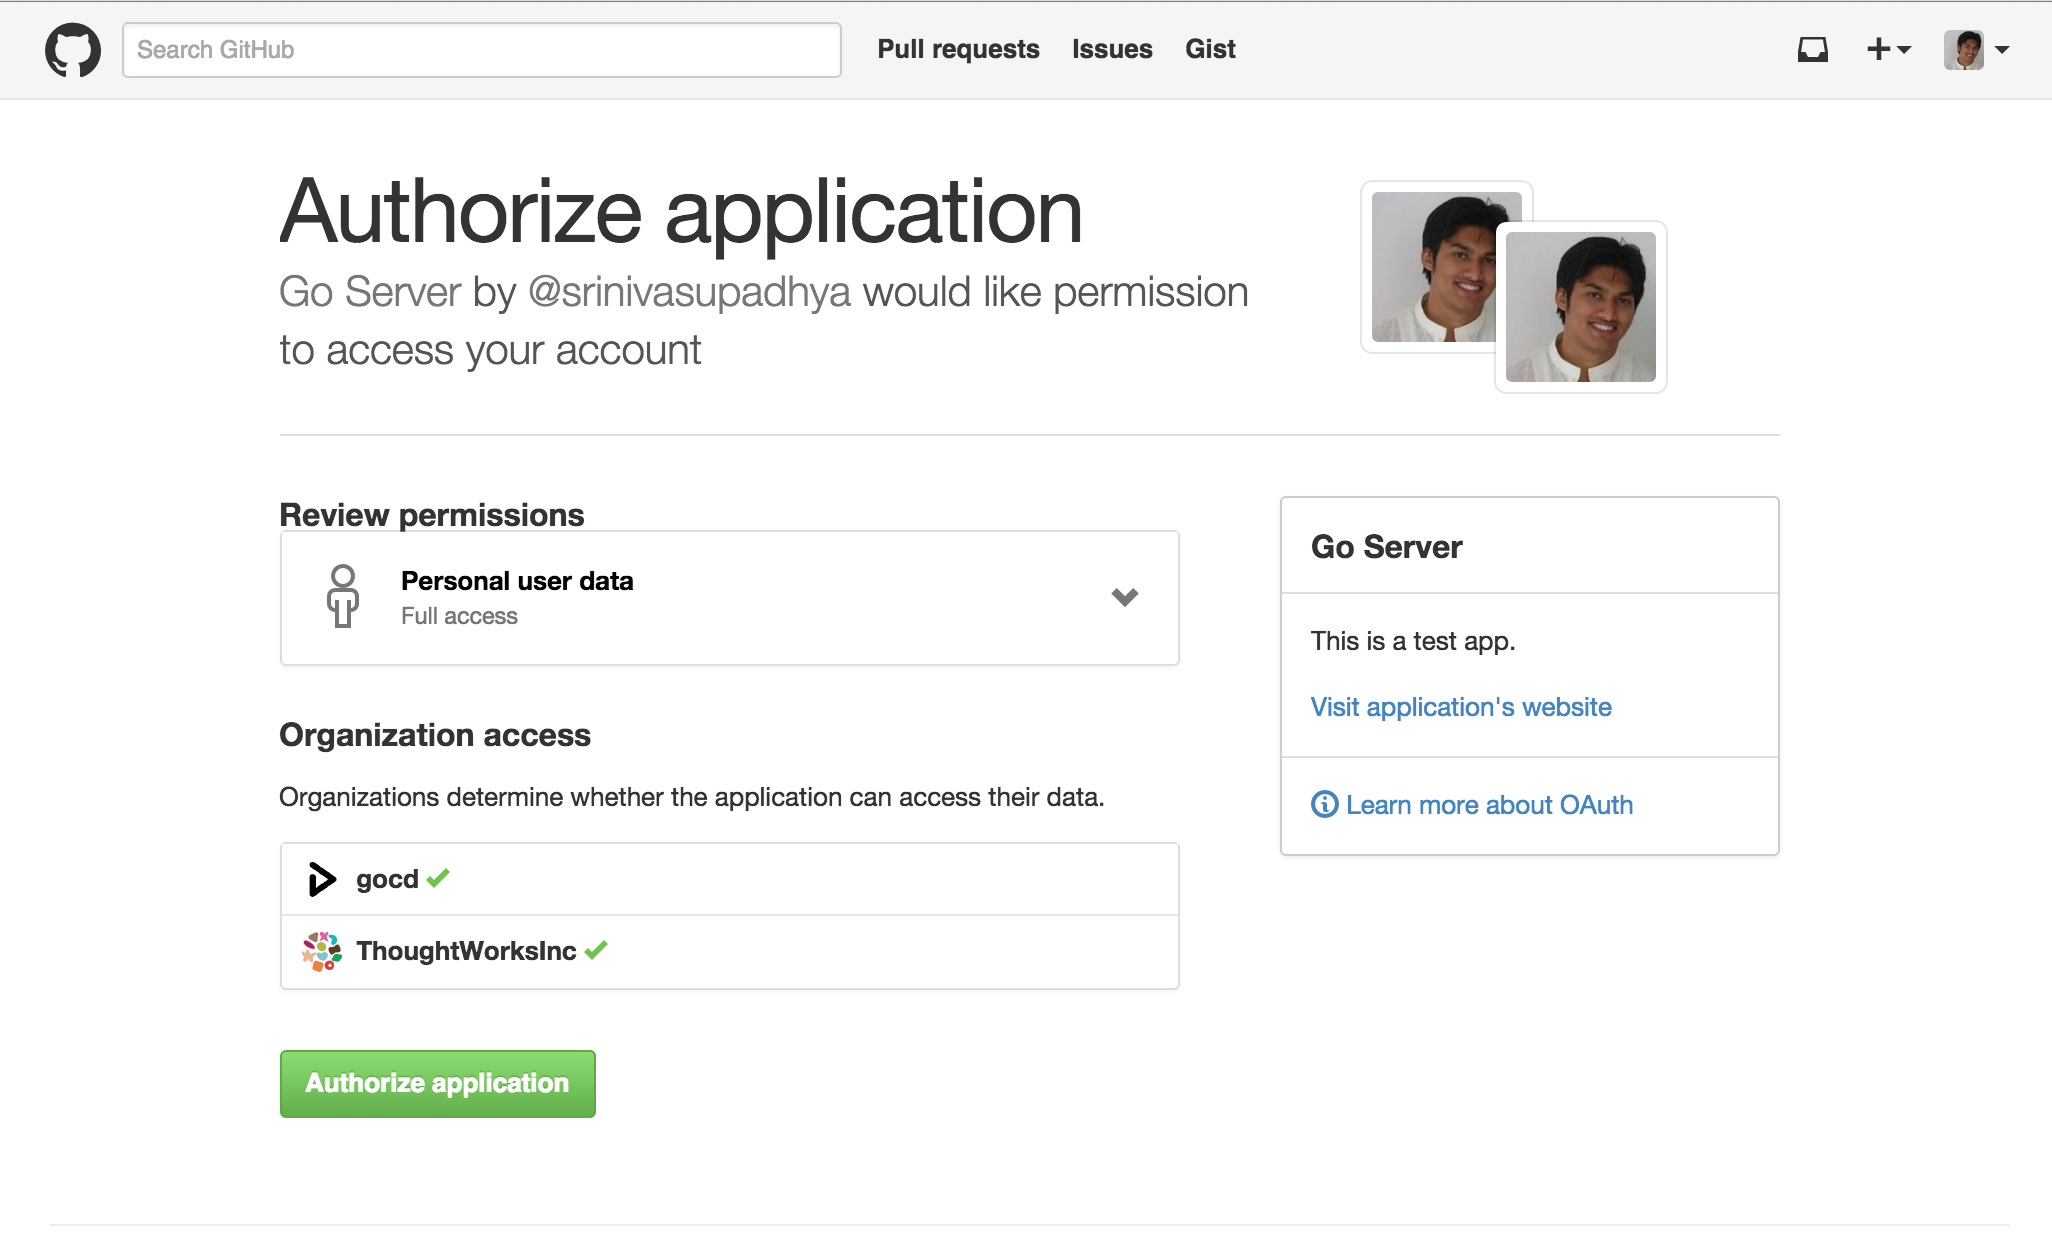 Search GitHub
Pull requests
Issues
Gist
Authorize application
Go Server by @srinivasupadhya would like permission
to access your account
Review permissions
Personal user data
Full access
Organization access
Organizations determine whether the application can access their data.
gocd
ThoughtWorksInc
Authorize application
Go Server
This is a test app.
Visit application's website
Learn more about OAuth